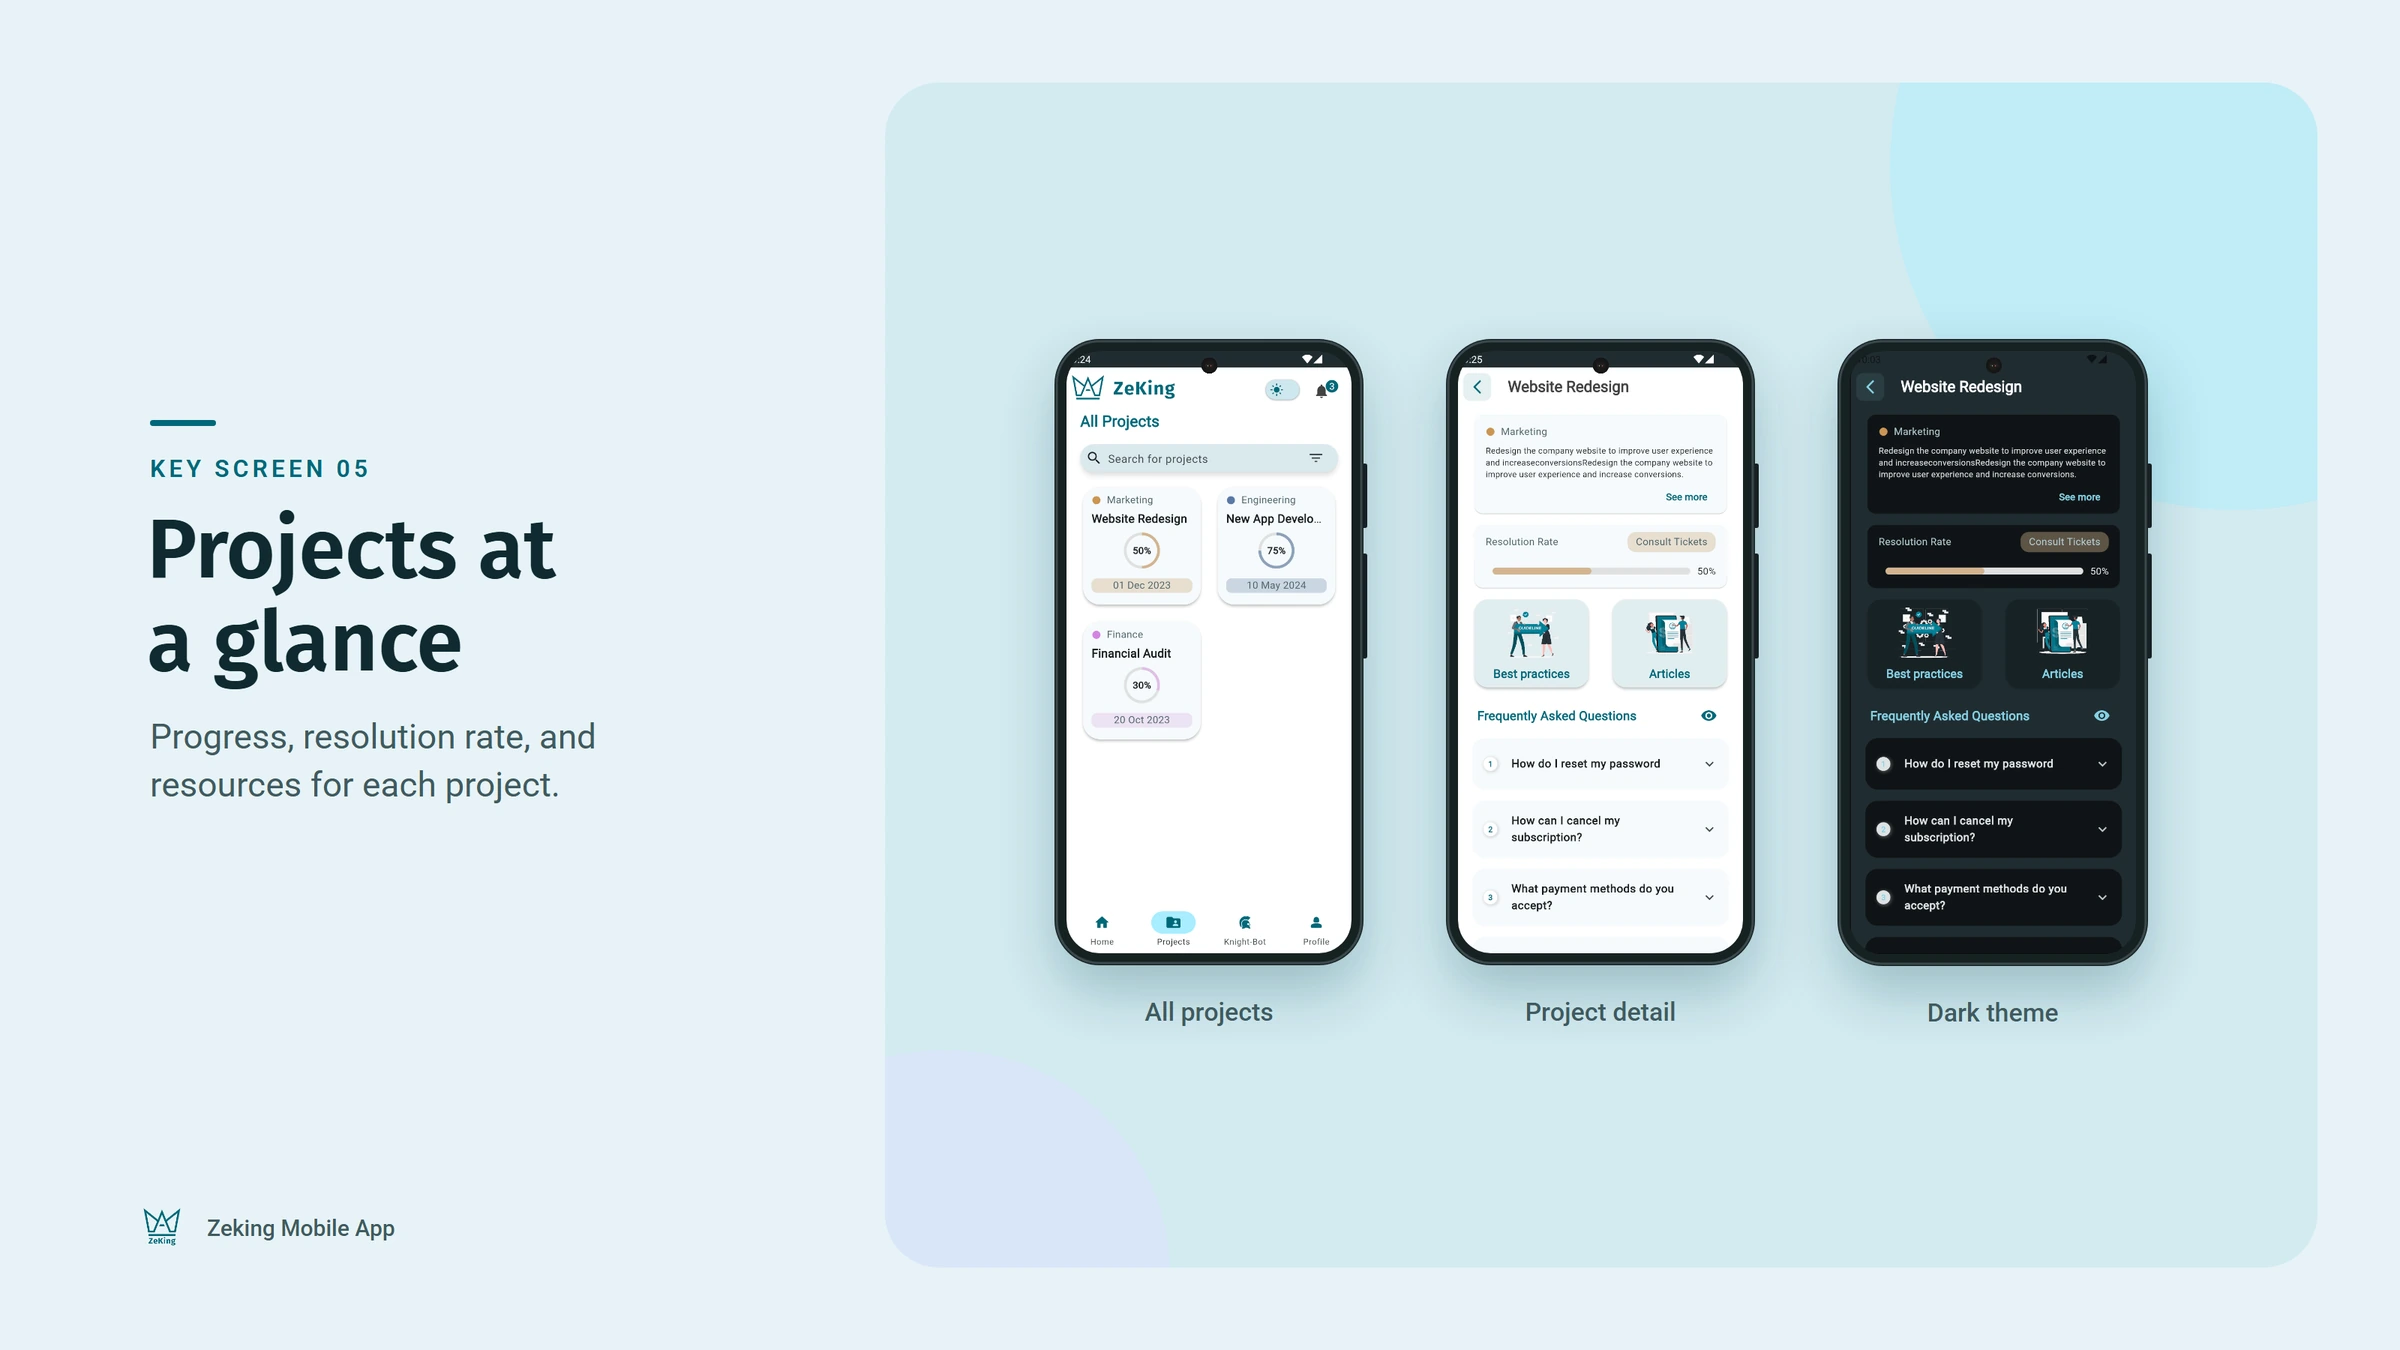 KEY SCREEN 05
Projects at
a glance
Progress, resolution rate, and
resources for each project.
ZeKing
Zeking Mobile App
:24
ZeKing
3
All Projects
Search for projects
Marketing
Website Redesign
50%
01 Dec 2023
Engineering
New App Develo...
75%
10 May 2024
Finance
Financial Audit
30%
20 Oct 2023
Home
Projects
Knight-Bot
Profile
All projects
:25
Website Redesign
Marketing
Redesign the company website to improve user experience
and increaseconversionsRedesign the company website to
improve user experience and increase conversions.
See more
Resolution Rate
Consult Tickets
50%
GUIDELINE
Best practices
Articles
Frequently Asked Questions
1
How do I reset my password
2
How can I cancel my
subscription?
3
What payment methods do you
accept?
Project detail
Website Redesign
Marketing
Redesign the company website to improve user experience
and increaseconversionsRedesign the company website to
improve user experience and increase conversions.
See more
Resolution Rate
Consult Tickets
50%
GUIDELINE
Best practices
Articles
Frequently Asked Questions
How do I reset my password
2
How can I cancel my
subscription?
3
What payment methods do you
accept?
Dark theme